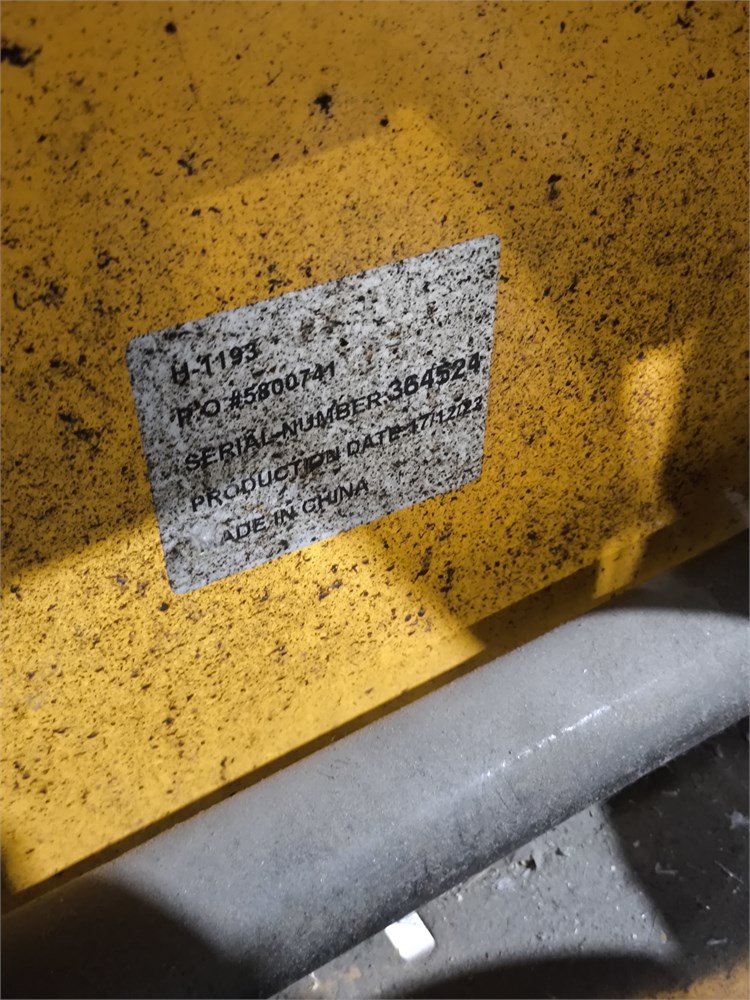 H-1193
P O #5800741
SERIAL-NUMBER:364524
PRODUCTION DATE 17/12/22
ADE IN CHINA